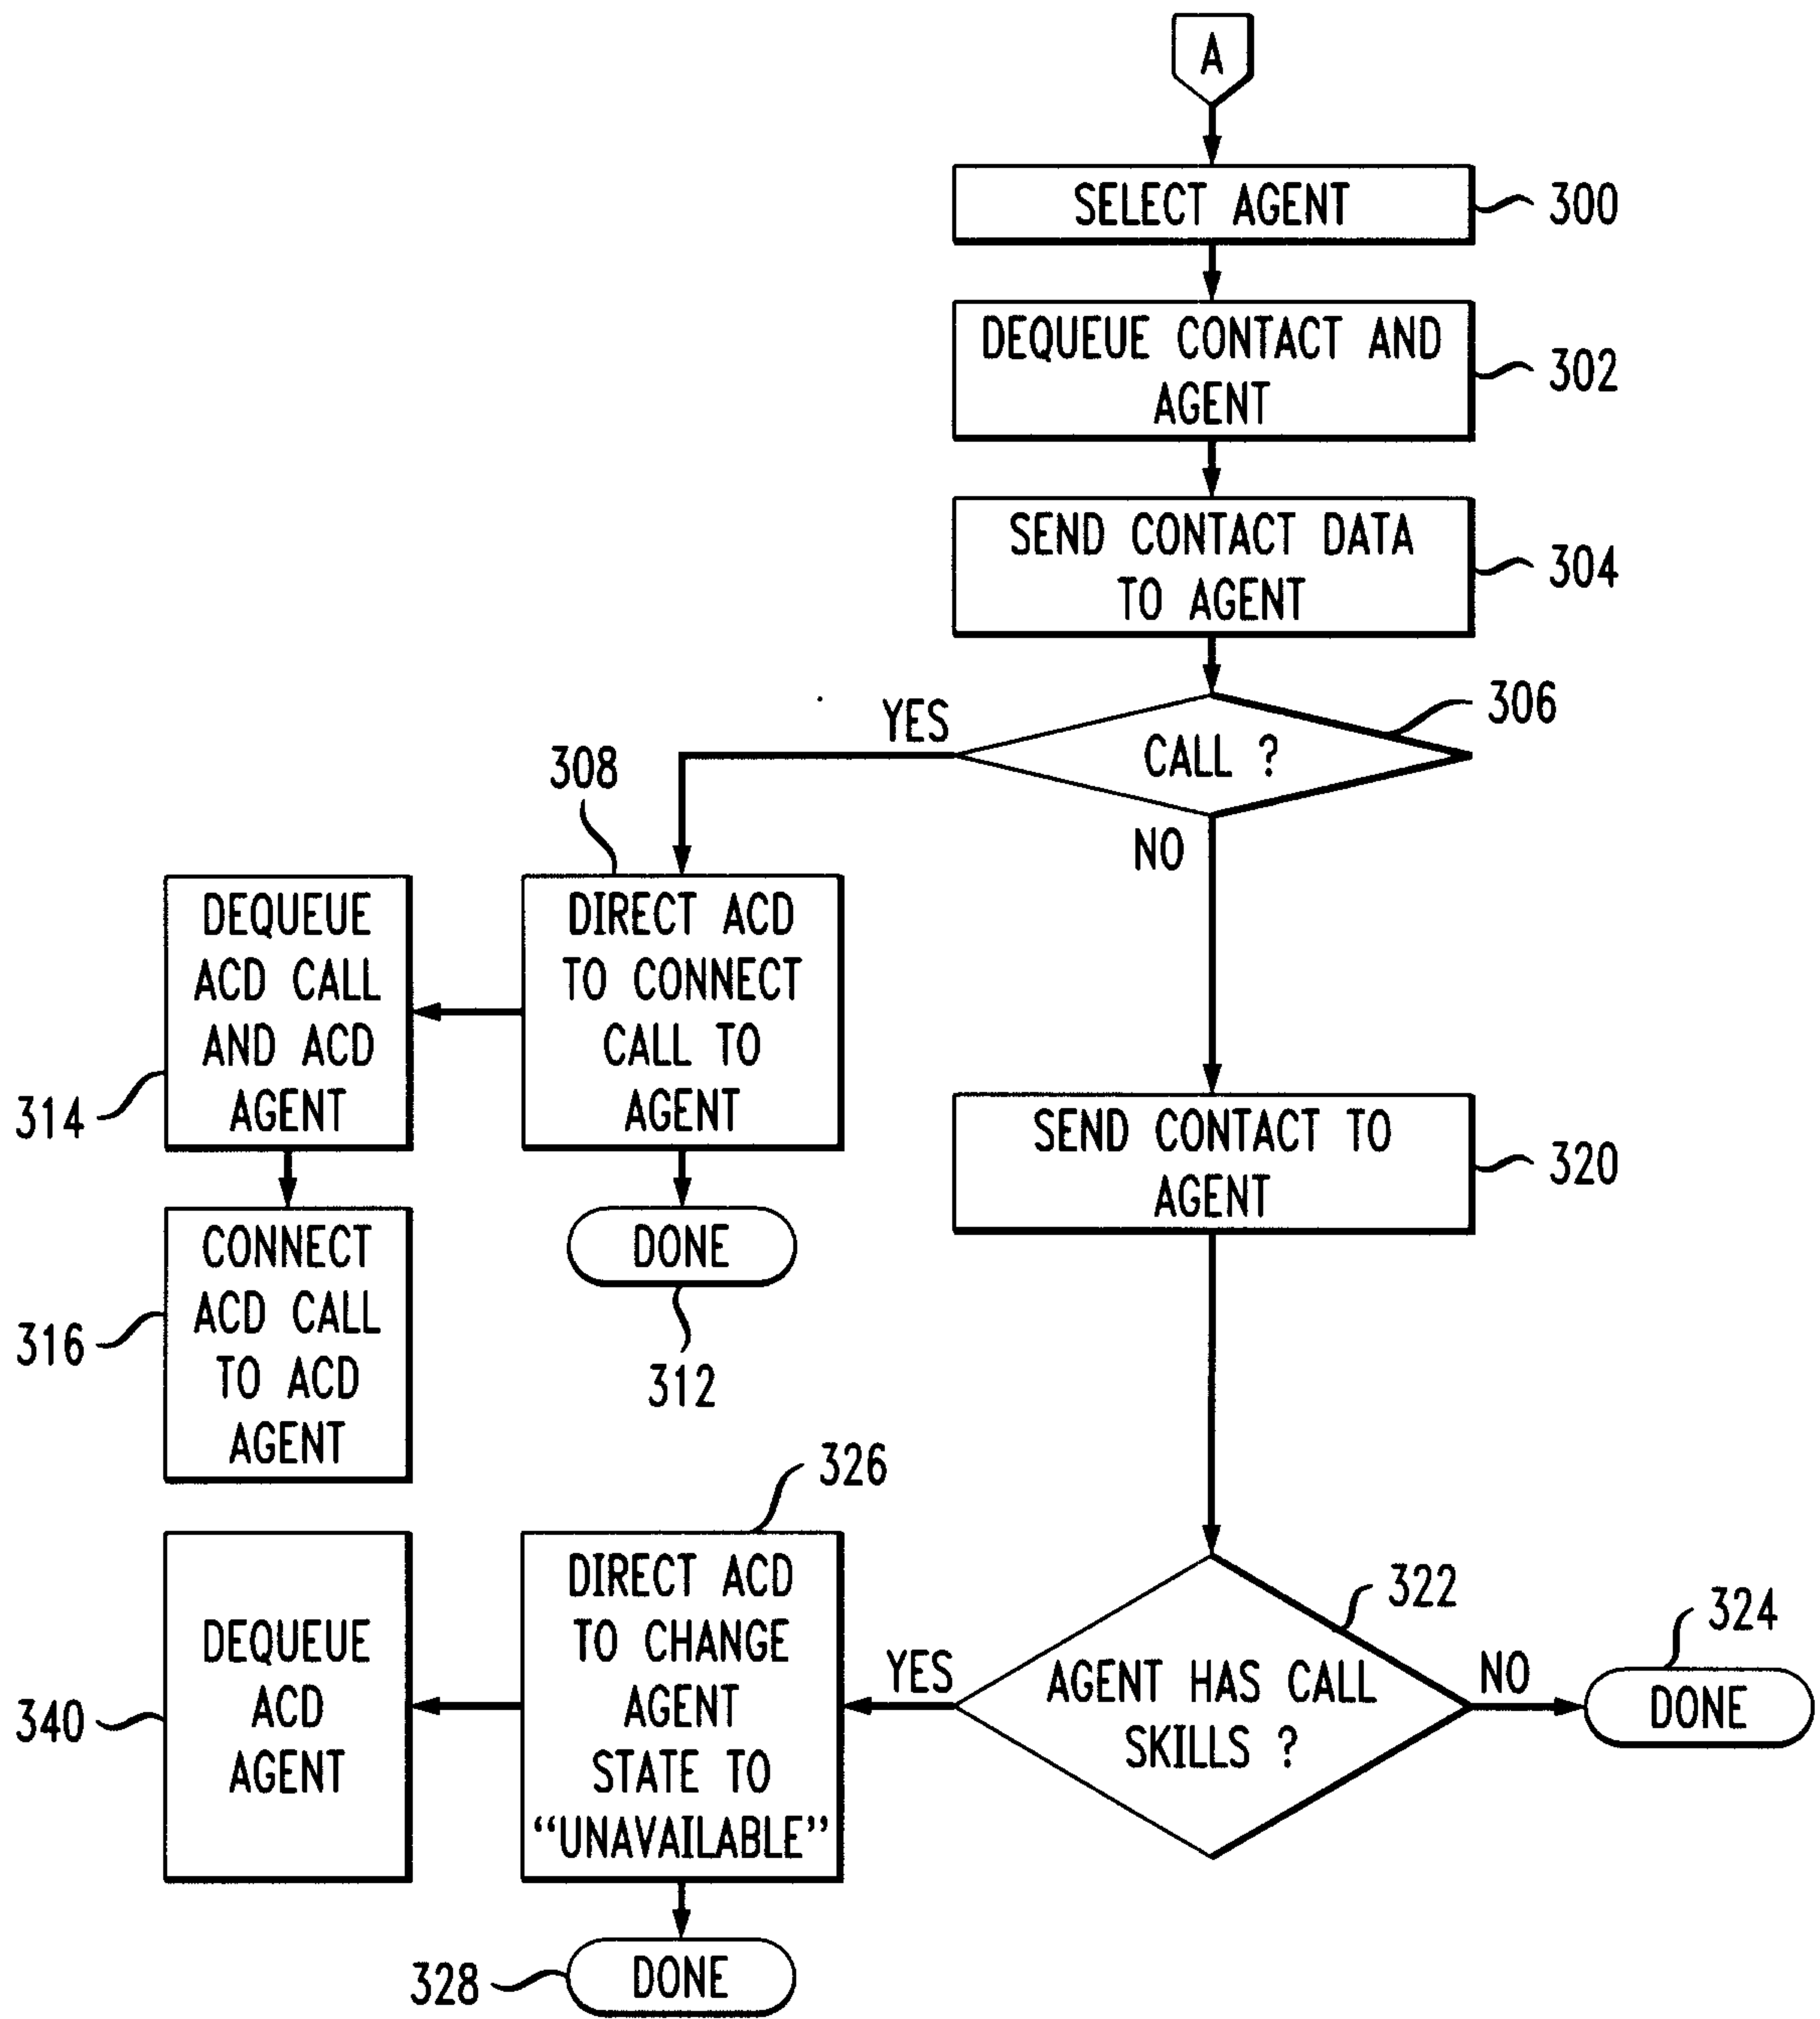 A
SELECT AGENT
300
DEQUEUE CONTACT AND
AGENT
302
SEND CONTACT DATA
TO AGENT
304
CALL ?
306
YES
NO
308
DIRECT ACD
TO CONNECT
CALL TO
AGENT
DEQUEUE
ACD CALL
AND ACD
AGENT
314
DONE
312
CONNECT
ACD CALL
TO ACD
AGENT
316
SEND CONTACT TO
AGENT
320
AGENT HAS CALL
SKILLS ?
322
NO
DONE
324
YES
326
DIRECT ACD
TO CHANGE
AGENT
STATE TO
“UNAVAILABLE”
DEQUEUE
ACD
AGENT
340
DONE
328